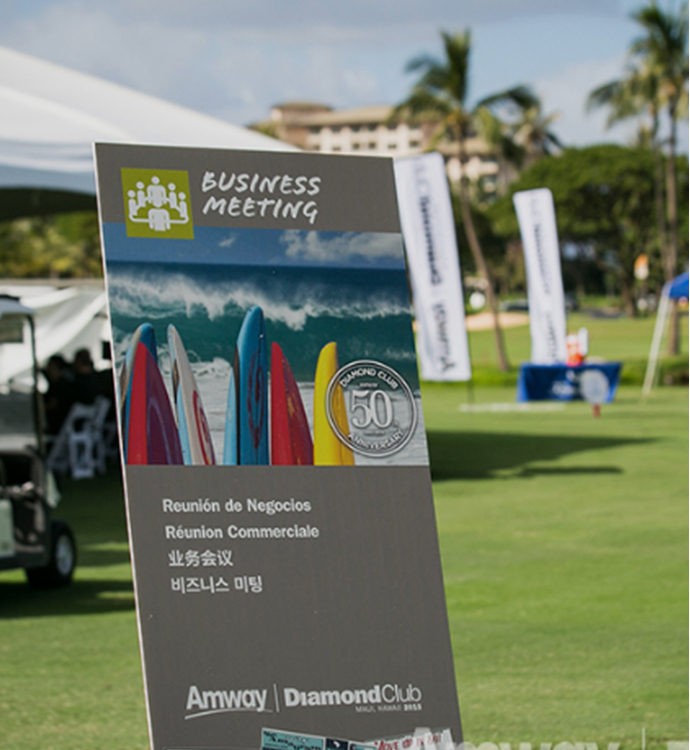 BUSINESS
MEETING
DIAMOND CLUB
50
ANNIVERSARY
Reunión de Negocios
Réunion Commerciale
业务会议
비즈니스 미팅
Amway | DiamondClub
MAUI, HAWAII 2013